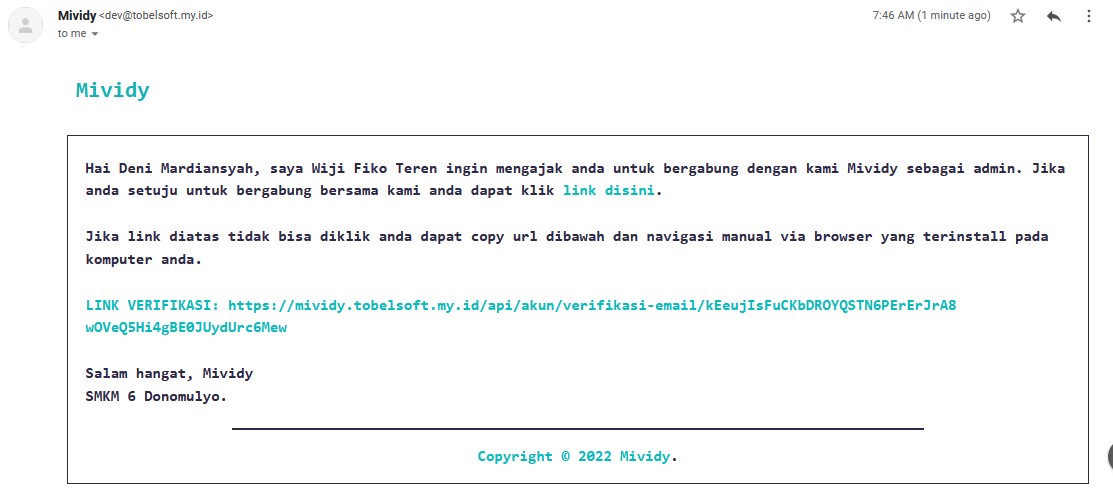 Mividy <dev@tobelsoft.my.id>
7:46 AM (1 minute ago)
to me
Mividy
Hai Deni Mardiansyah, saya Wiji Fiko Teren ingin mengajak anda untuk bergabung dengan kami Mividy sebagai admin. Jika
anda setuju untuk bergabung bersama kami anda dapat klik link disini.
Jika link diatas tidak bisa diklik anda dapat copy url dibawah dan navigasi manual via browser yang terinstall pada
komputer anda.
LINK VERIFIKASI: https://mividy.tobelsoft.my.id/api/akun/verifikasi-email/kEeujIsFuCKbDROYQSTN6PErErJrA8
wOVeQ5Hi4gBE0JUydUrc6Mew
Salam hangat, Mividy
SMKM 6 Donomulyo.
Copyright © 2022 Mividy.